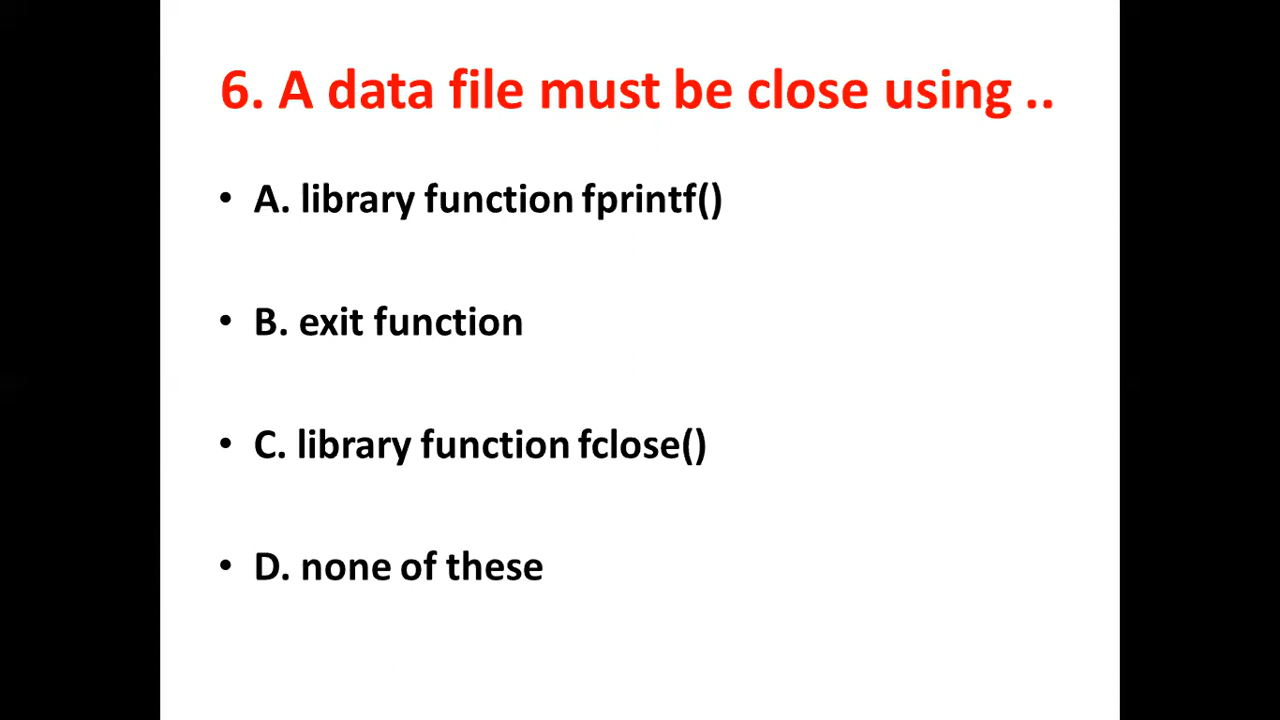 6. A data file must be close using ..
• A. library function fprintf()
• B. exit function
• C. library function fclose()
• D. none of these